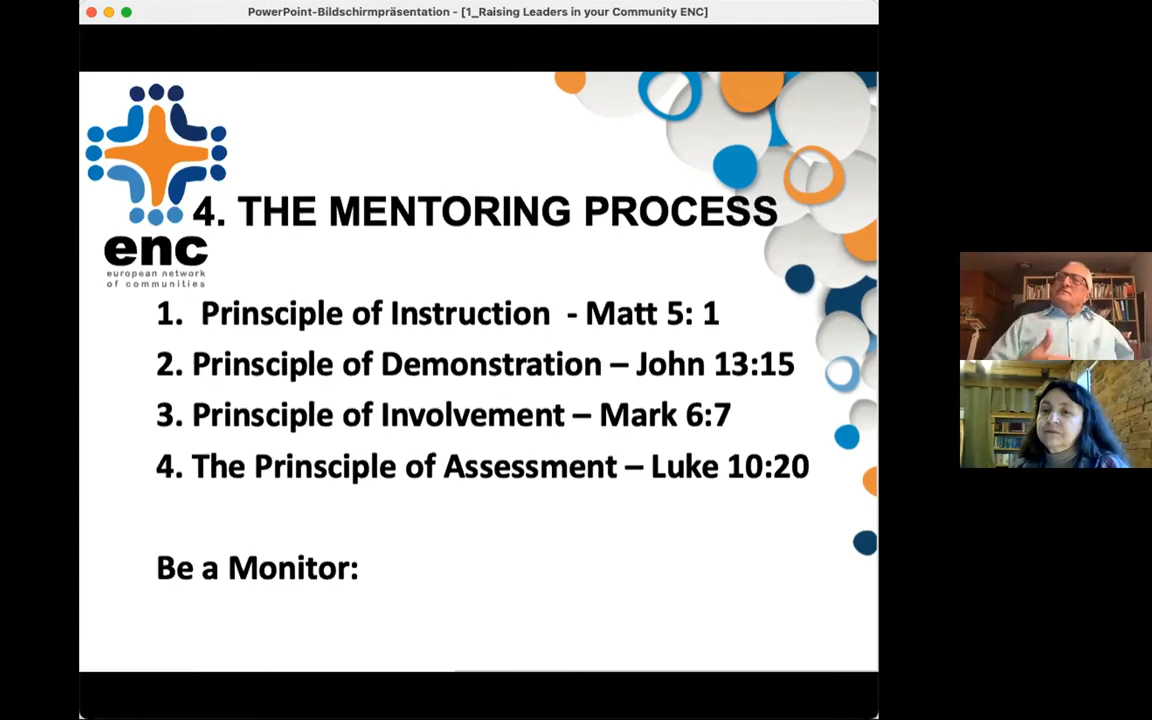 PowerPoint-Bildschirmpräsentation - [1_Raising Leaders in your Community ENC]
enc
european network
of communities
4. THE MENTORING PROCESS
1. Prinsciple of Instruction - Matt 5: 1
2. Prinsciple of Demonstration – John 13:15
3. Prinsciple of Involvement – Mark 6:7
4. The Prinsciple of Assessment – Luke 10:20
Be a Monitor: